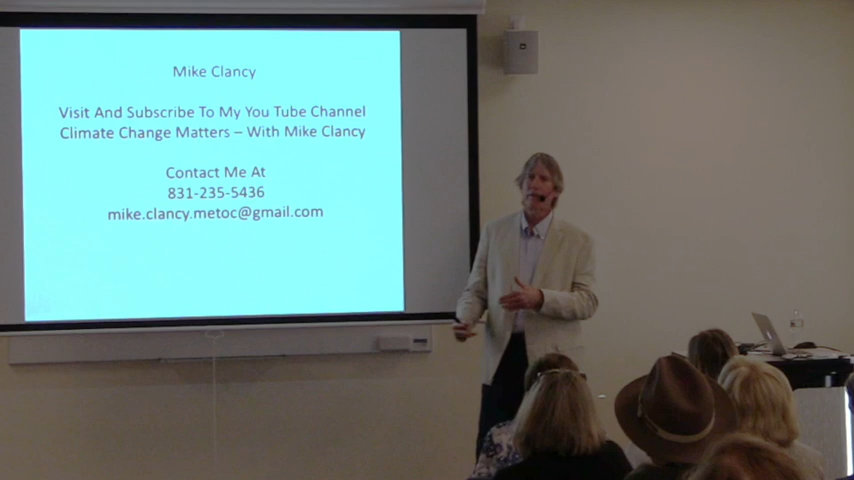 Mike Clancy
Visit And Subscribe To My You Tube Channel
Climate Change Matters – With Mike Clancy
Contact Me At
831-235-5436
mike.clancy.metoc@gmail.com